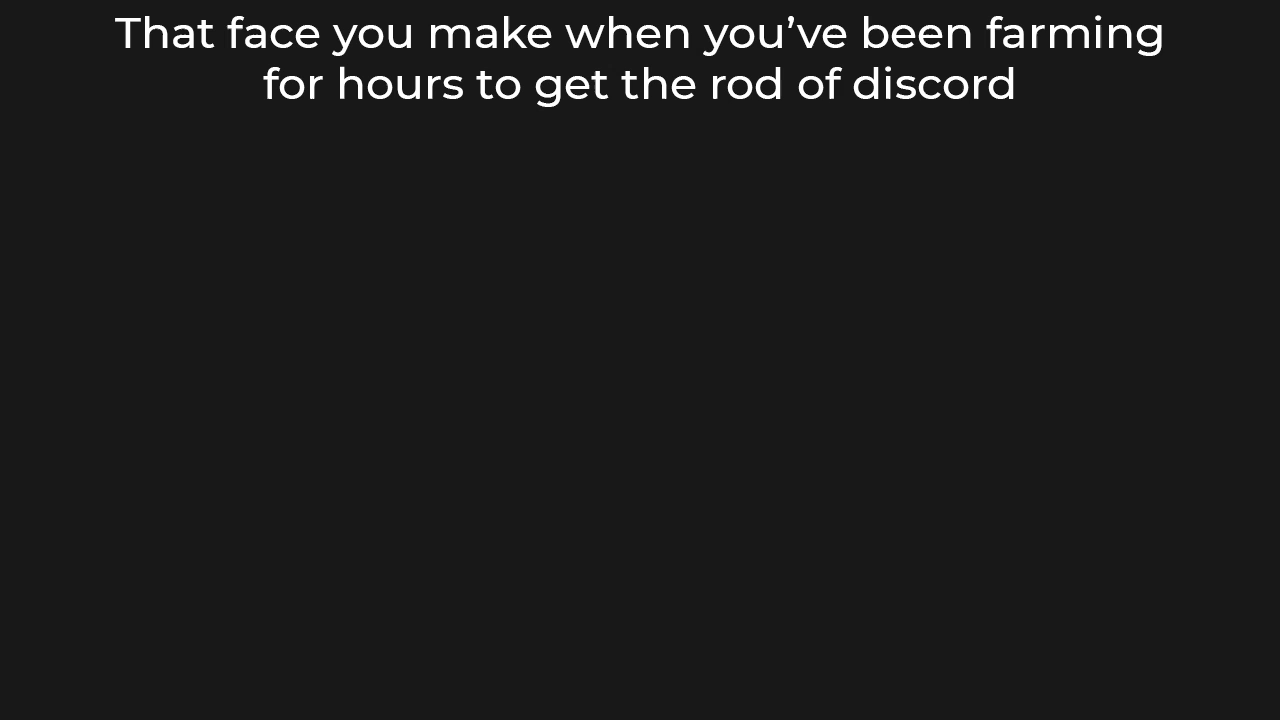 That face you make when you’ve been farming
for hours to get the rod of discord